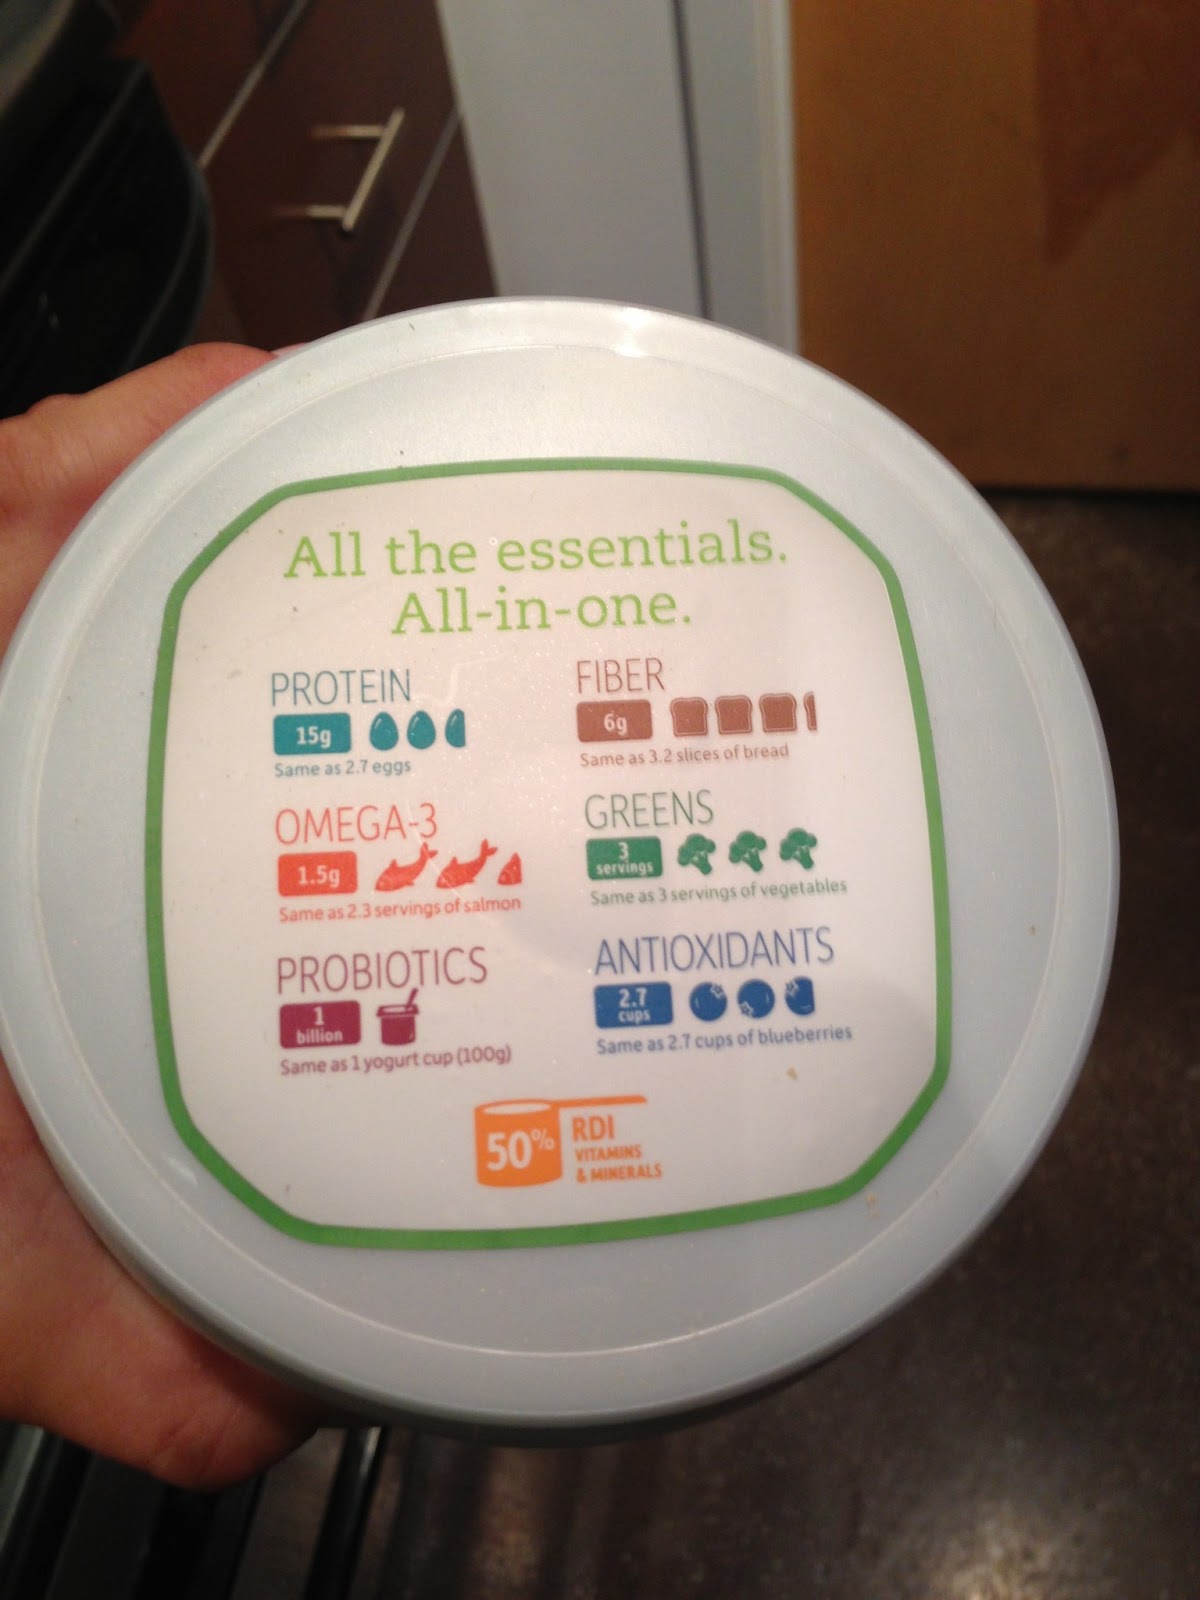 All the essentials.
All-in-one.
PROTEIN
15g
Same as 2.7 eggs
FIBER
6g
Same as 3.2 slices of bread
OMEGA-3
1.5g
Same as 2.3 servings of salmon
GREENS
3
servings
Same as 3 servings of vegetables
PROBIOTICS
1
billion
Same as 1 yogurt cup (100g)
ANTIOXIDANTS
2.7
cups
Same as 2.7 cups of blueberries
50%
RDI
VITAMINS
& MINERALS